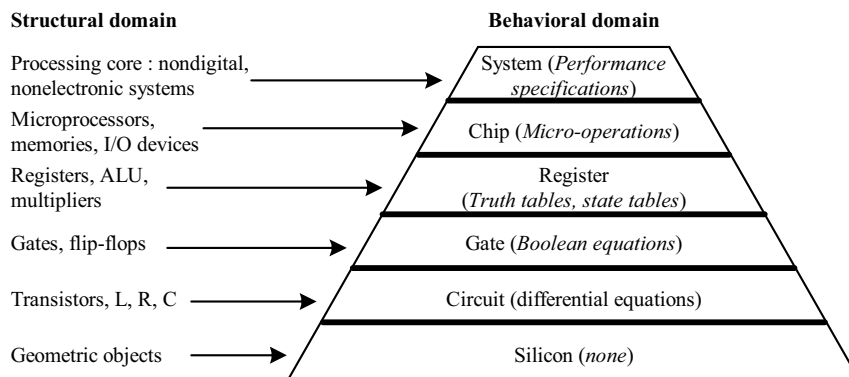 Structural domain
Behavioral domain
Processing core : nondigital,
nonelectronic systems
System (Performance
specifications)
Microprocessors,
memories, I/O devices
Chip (Micro-operations)
Registers, ALU,
multipliers
Register
(Truth tables, state tables)
Gates, flip-flops
Gate (Boolean equations)
Transistors, L, R, C
Circuit (differential equations)
Geometric objects
Silicon (none)